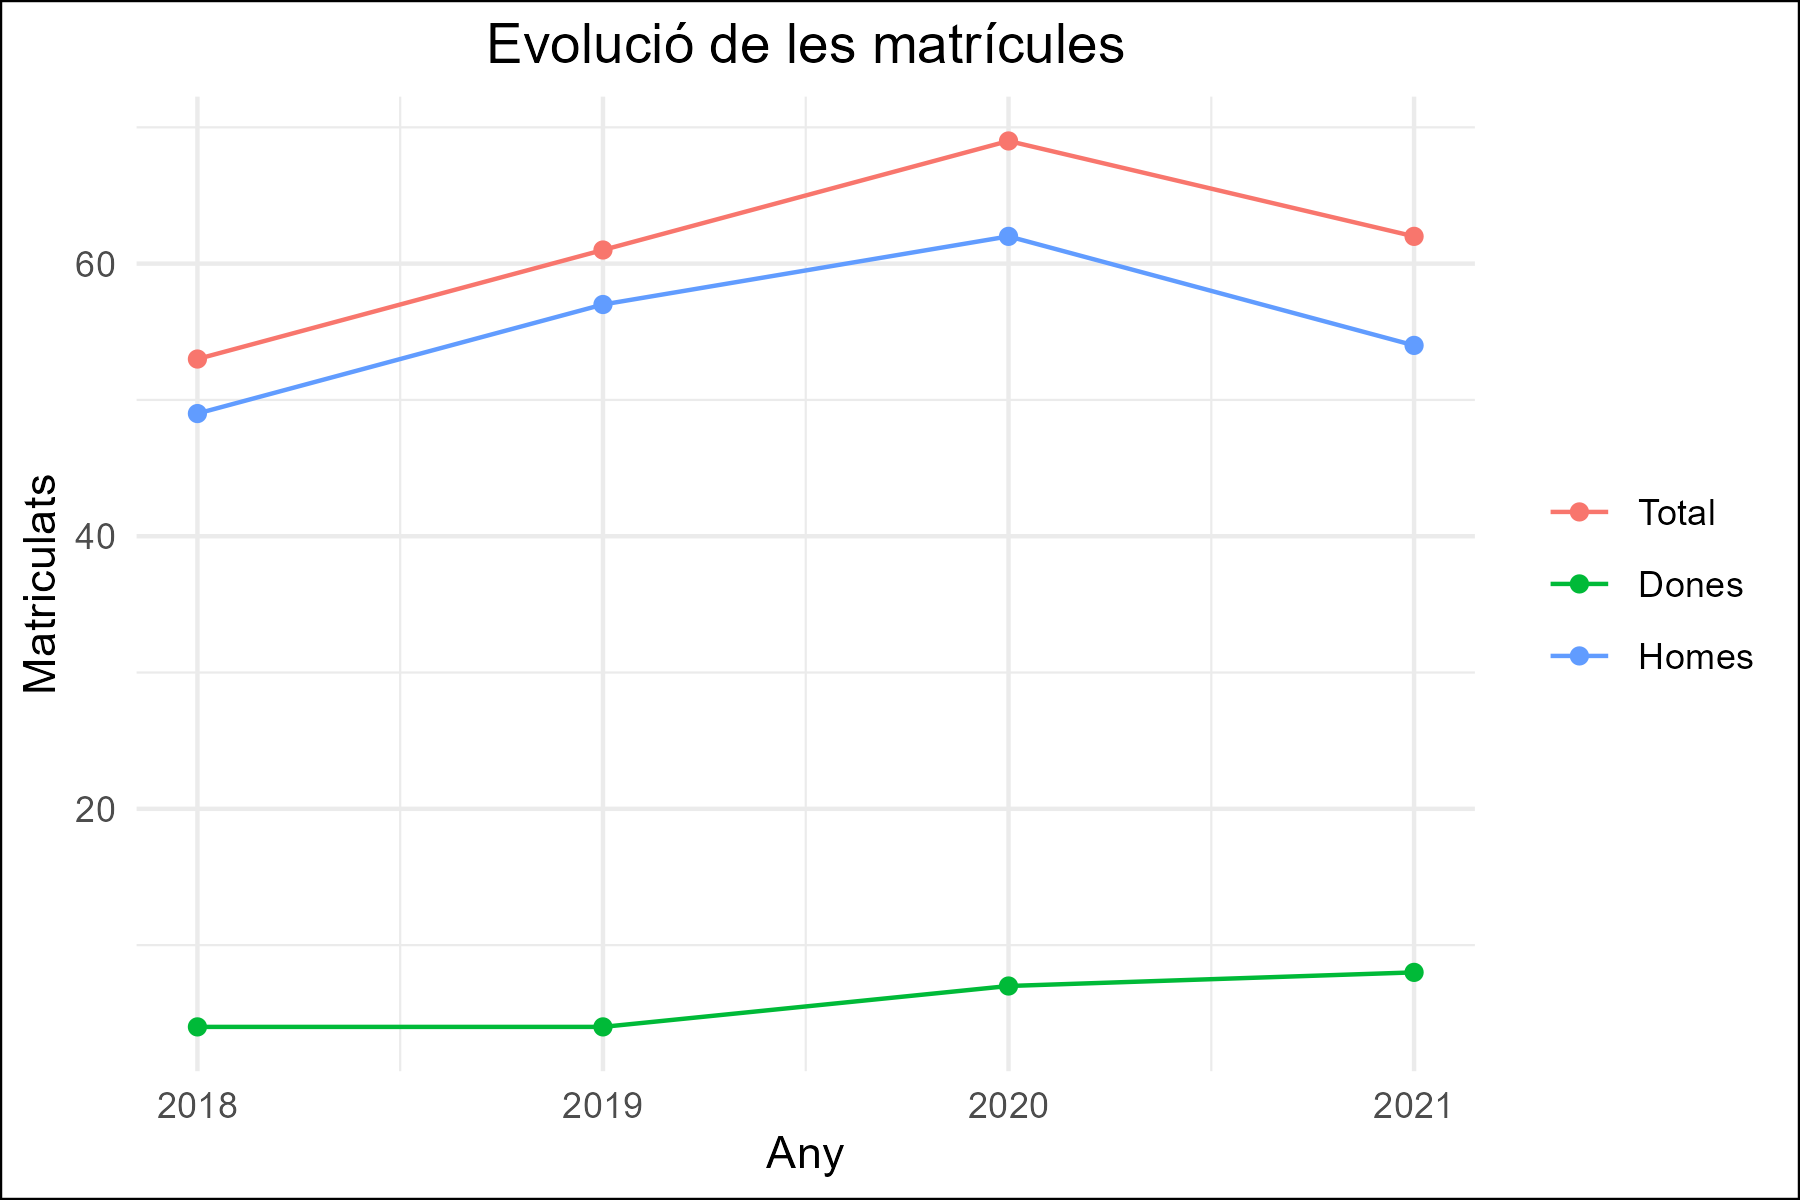 Evolució de les matrícules
Matriculats
60
40
20
2018
2019
2020
2021
Any
Total
Dones
Homes